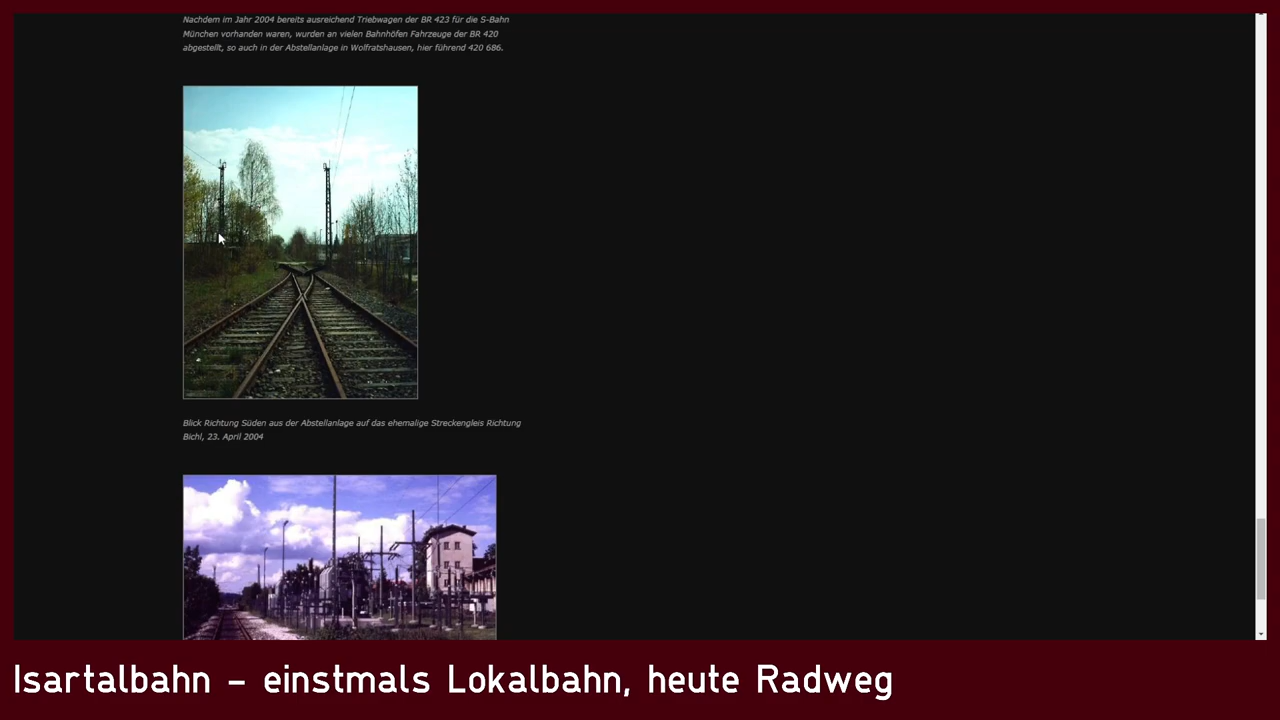 Nachdem im Jahr 2004 bereits ausreichend Triebwagen der BR 423 für die S-Bahn
München vorhanden waren, wurden an vielen Bahnhöfen Fahrzeuge der BR 420
abgestellt, so auch in der Abstellanlage in Wolfratshausen, hier führend 420 686.
Blick Richtung Süden aus der Abstellanlage auf das ehemalige Streckengleis Richtung
Bichl, 23. April 2004
Isartalbahn – einstmals Lokalbahn, heute Radweg